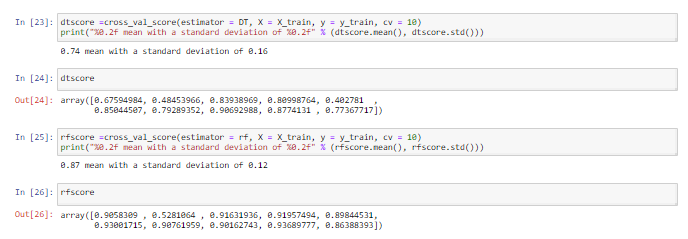 In [23]: dtscore =cross_val_score(estimator = DT, X = X_train, y = y_train, cv = 10)
print("%0.2f mean with a standard deviation of %0.2f" % (dtscore.mean(), dtscore.std()))
0.74 mean with a standard deviation of 0.16
In [24]: dtscore
Out[24]: array([0.67594984, 0.48453966, 0.83938969, 0.80998764, 0.402781  ,
0.85044507, 0.79289352, 0.90692988, 0.8774131 , 0.77367717])
In [25]: rfscore =cross_val_score(estimator = rf, X = X_train, y = y_train, cv = 10)
print("%0.2f mean with a standard deviation of %0.2f" % (rfscore.mean(), rfscore.std()))
0.87 mean with a standard deviation of 0.12
In [26]: rfscore
Out[26]: array([0.9058309 , 0.5281064 , 0.91631936, 0.91957494, 0.89844531,
0.93001715, 0.90761959, 0.90162743, 0.93689777, 0.86388393])